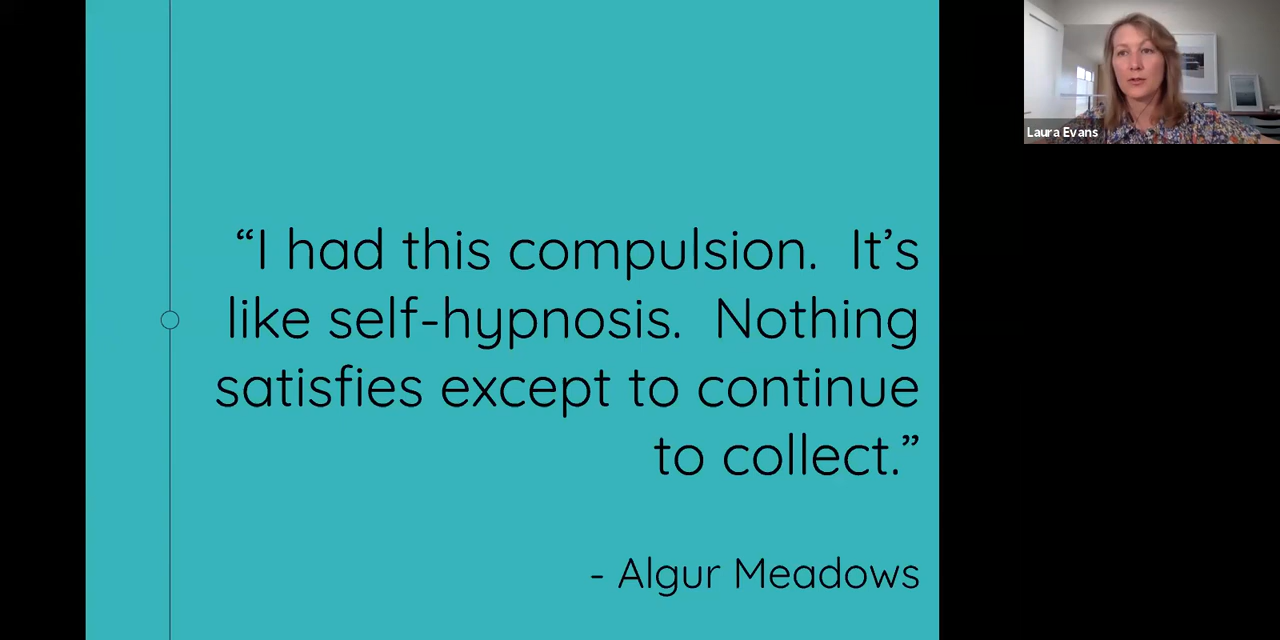 “I had this compulsion.  It’s
like self-hypnosis.  Nothing
satisfies except to continue
to collect.”
- Algur Meadows
Laura Evans